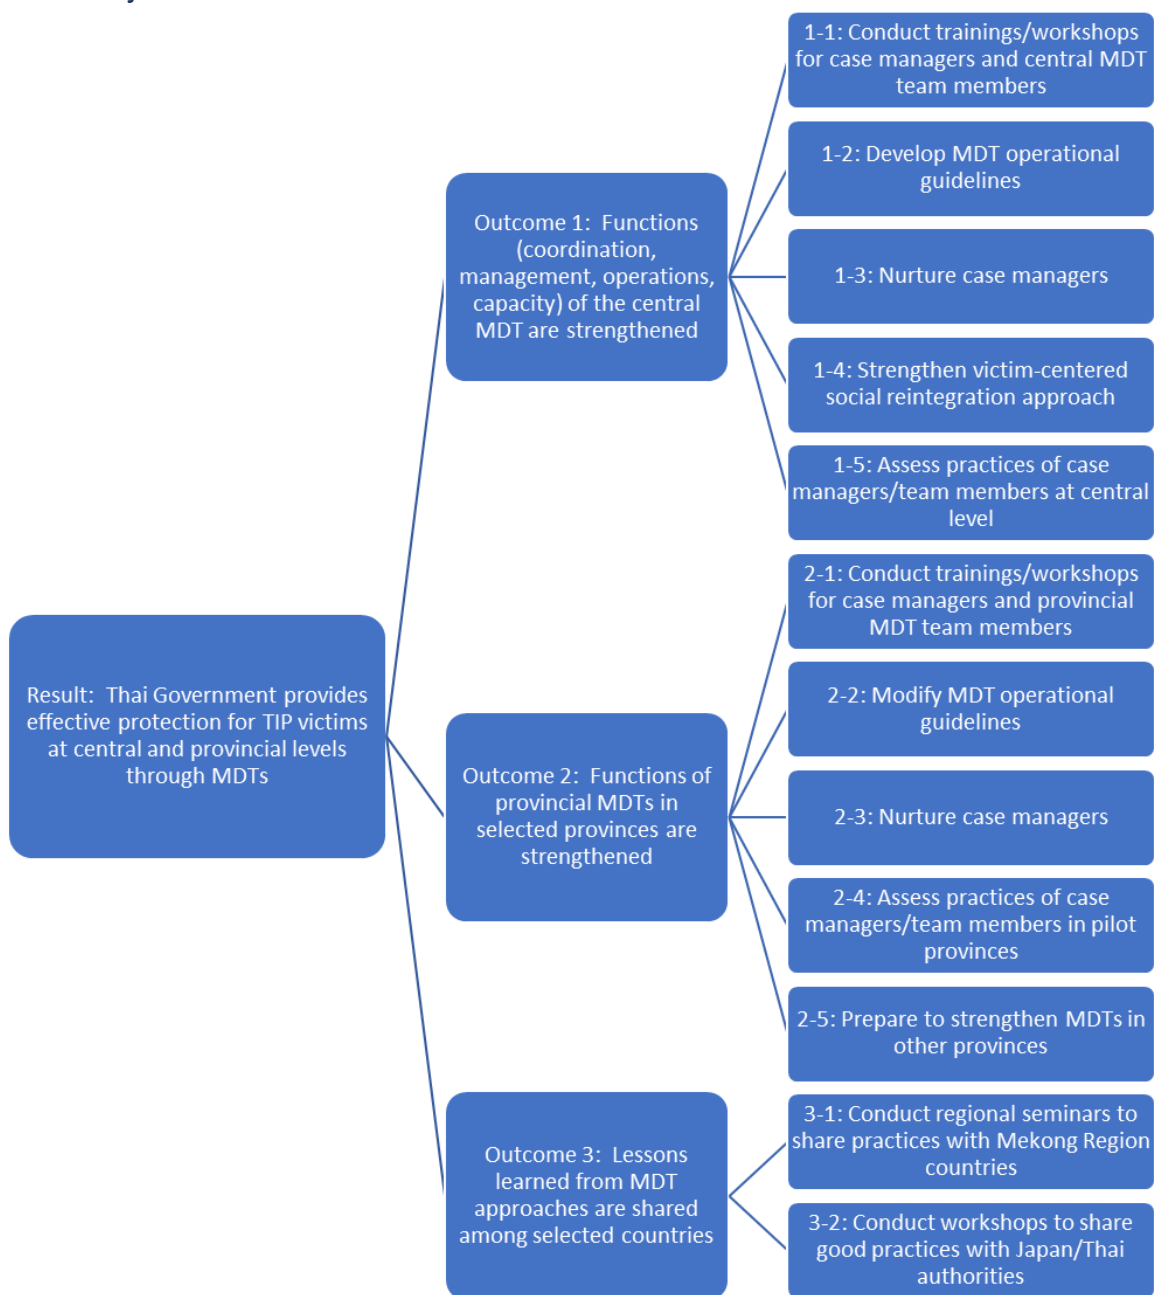 Result:  Thai Government provides
effective protection for TIP victims
at central and provincial levels
through MDTs
Outcome 1:  Functions
(coordination,
management, operations,
capacity) of the central
MDT are strengthened
1-1: Conduct trainings/workshops
for case managers and central MDT
team members
1-2: Develop MDT operational
guidelines
1-3: Nurture case managers
1-4: Strengthen victim-centered
social reintegration approach
1-5: Assess practices of case
managers/team members at central
level
Outcome 2:  Functions of
provincial MDTs in
selected provinces are
strengthened
2-1: Conduct trainings/workshops
for case managers and provincial
MDT team members
2-2: Modify MDT operational
guidelines
2-3: Nurture case managers
2-4: Assess practices of case
managers/team members in pilot
provinces
2-5: Prepare to strengthen MDTs in
other provinces
Outcome 3:  Lessons
learned from MDT
approaches are shared
among selected countries
3-1: Conduct regional seminars to
share practices with Mekong Region
countries
3-2: Conduct workshops to share
good practices with Japan/Thai
authorities